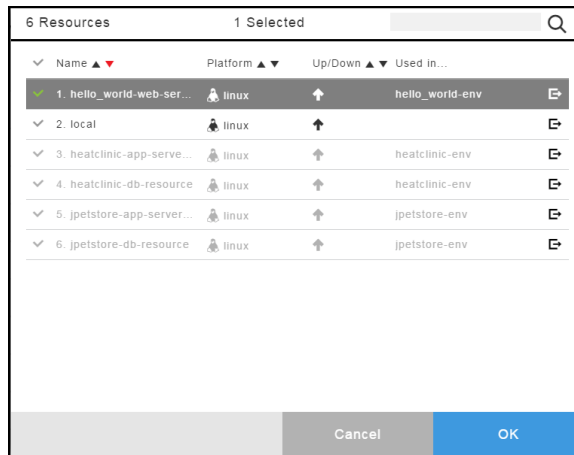 6 Resources 1 Selected
Name ▲ ▼ Platform ▲ ▼ Up/Down ▲ ▼ Used in...
1. hello_world-web-ser... linux hello_world-env
2. local linux
3. heatclinic-app-serve... linux heatclinic-env
4. heatclinic-db-resource linux heatclinic-env
5. jpetstore-app-server... linux jpetstore-env
6. jpetstore-db-resource linux jpetstore-env
Cancel OK